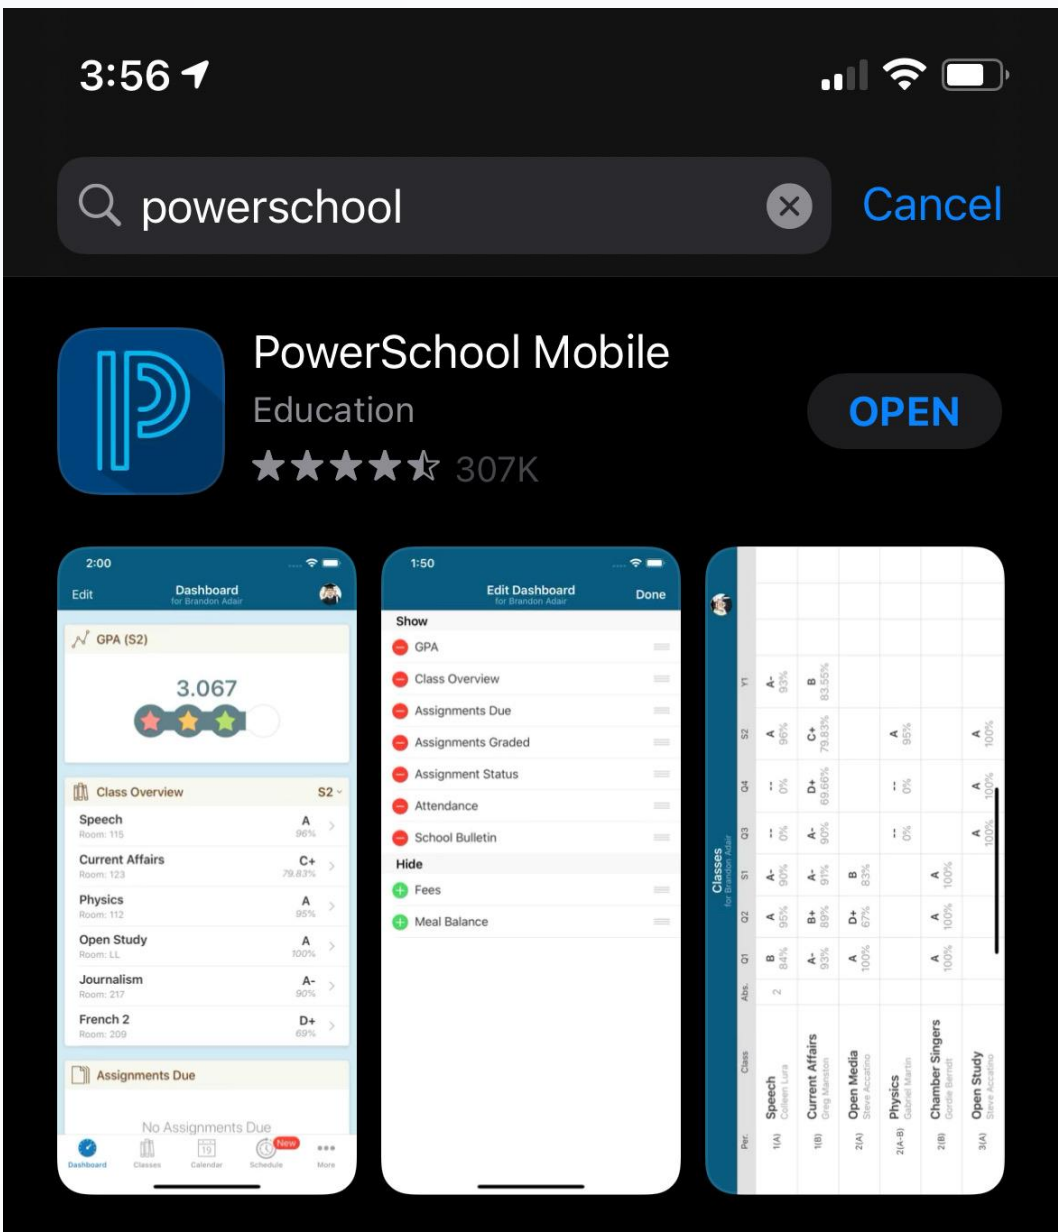 3:56
powerschool
Cancel
PowerSchool Mobile
Education
OPEN
307K
2:00
Edit
Dashboard
for Brandon Adair
GPA (S2)
3.067
Class Overview
S2
Speech
A
Room: 115
96%
Current Affairs
C+
Room: 123
79.83%
Physics
A
Room: 112
95%
Open Study
A
Room: LL
100%
Journalism
A-
Room: 217
90%
French 2
D+
Room: 209
69%
Assignments Due
No Assignments Due
19
New
Dashboard
Classes
Calendar
Schedule
More
1:50
Edit Dashboard
for Brandon Adair
Done
Show
GPA
Class Overview
Assignments Due
Assignments Graded
Assignment Status
Attendance
School Bulletin
Hide
Fees
Meal Balance
Classes
for Brandon Adair
Per. Class Abs. Q1 Q2 S1 Q3 Q4 S2 Y1
1(A) Speech 2 B A A- -- -- A A-
Colleen Lura 84% 95% 90% 0% 0% 96% 93%
1(B) Current Affairs A- B+ A- A- D+ C+ B
Greg Manston 93% 89% 91% 90% 69.66% 79.83% 83.55%
2(A) Open Media A D+ B
Steve Accatino 100% 67% 83%
2(A-B) Physics -- -- A
Gabriel Martin 0% 0% 95%
2(B) Chamber Singers A A A
Gordie Berndt 100% 100% 100%
3(A) Open Study A A A
Steve Accatino 100% 100% 100%